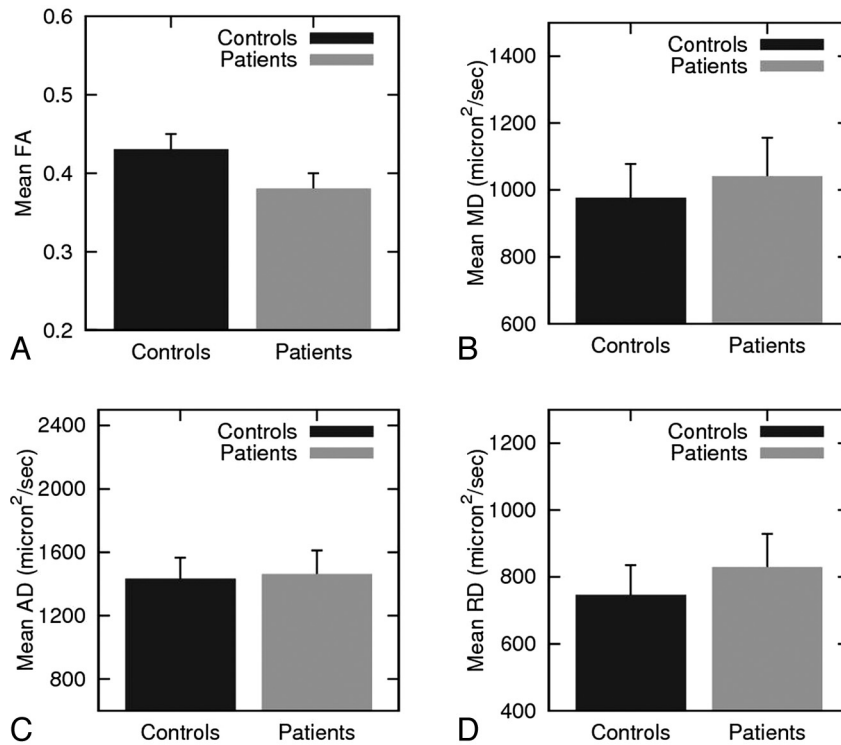 0.6
0.5
0.4
0.3
0.2
Mean FA
Controls
Patients
Controls
Patients
A
1400
1200
1000
800
600
Mean MD (micron²/sec)
Controls
Patients
Controls
Patients
B
2400
2000
1600
1200
800
Mean AD (micron²/sec)
Controls
Patients
Controls
Patients
C
1200
1000
800
600
400
Mean RD (micron²/sec)
Controls
Patients
Controls
Patients
D